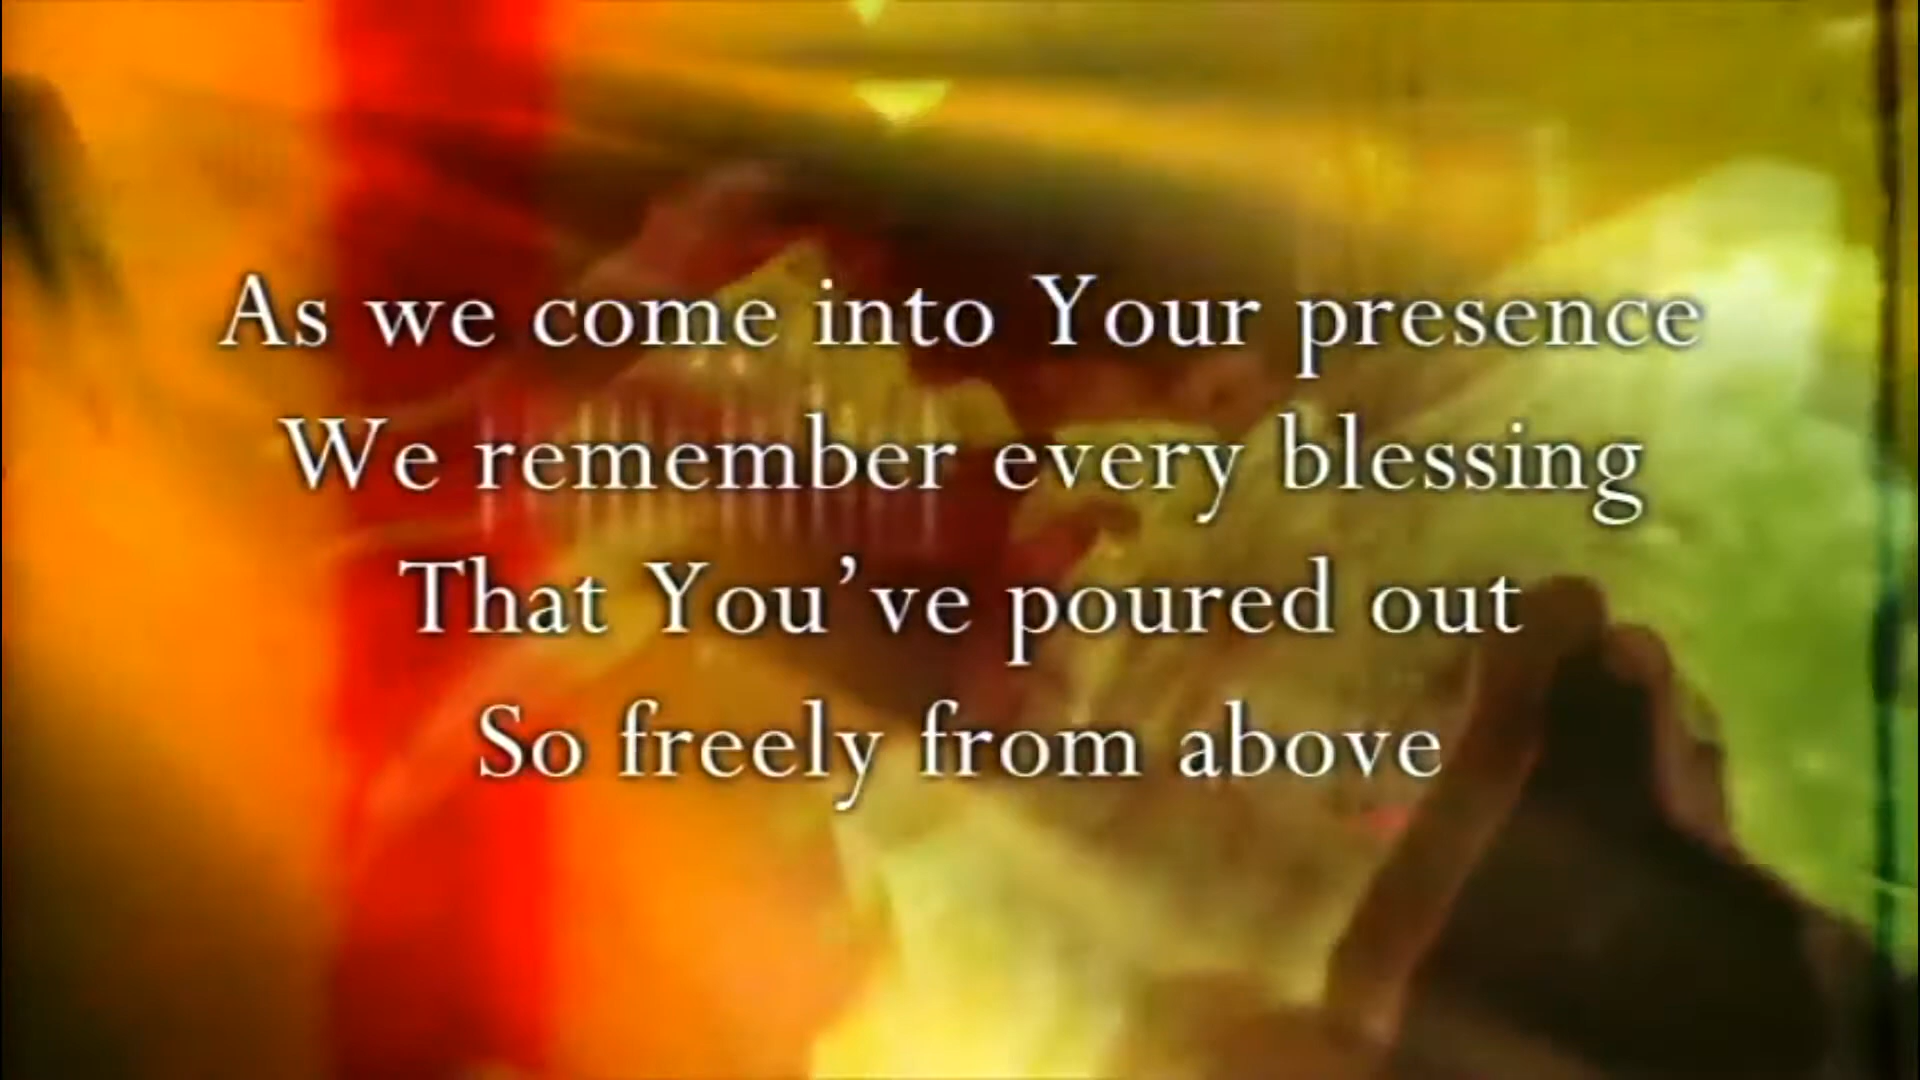 As we come into Your presence
We remember every blessing
That You’ve poured out
So freely from above